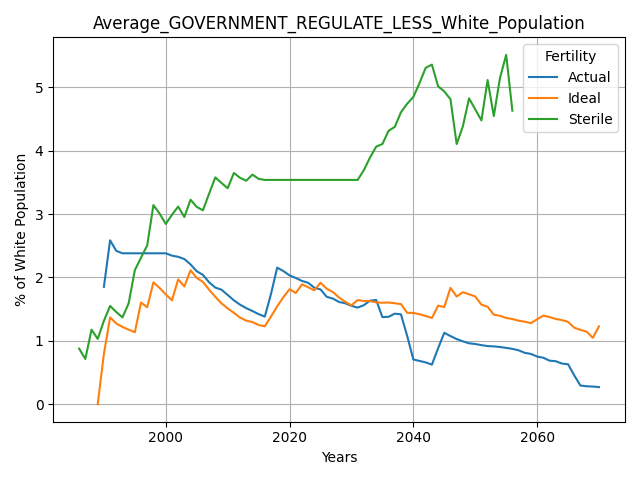 Average_GOVERNMENT_REGULATE_LESS_White_Population
Fertility
Actual
Ideal
Sterile
% of White Population
5
4
3
2
1
0
2000
2020
2040
2060
Years